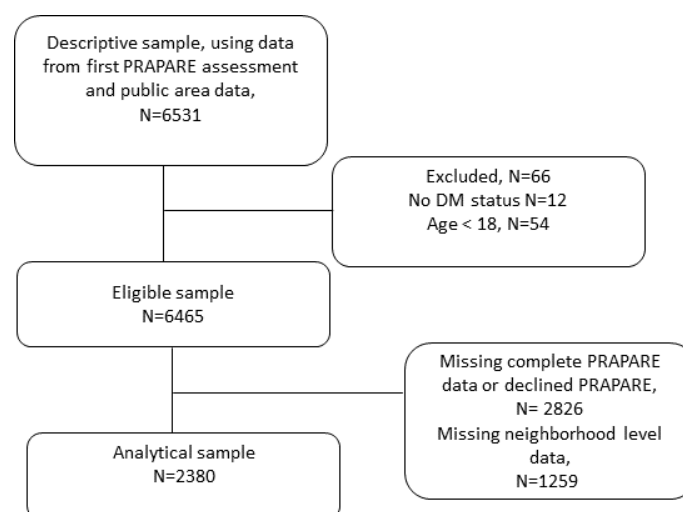 Descriptive sample, using data
from first PRAPARE assessment
and public area data,
N=6531
Excluded, N=66
No DM status N=12
Age < 18, N=54
Eligible sample
N=6465
Missing complete PRAPARE
data or declined PRAPARE,
N= 2826
Missing neighborhood level
data,
N=1259
Analytical sample
N=2380